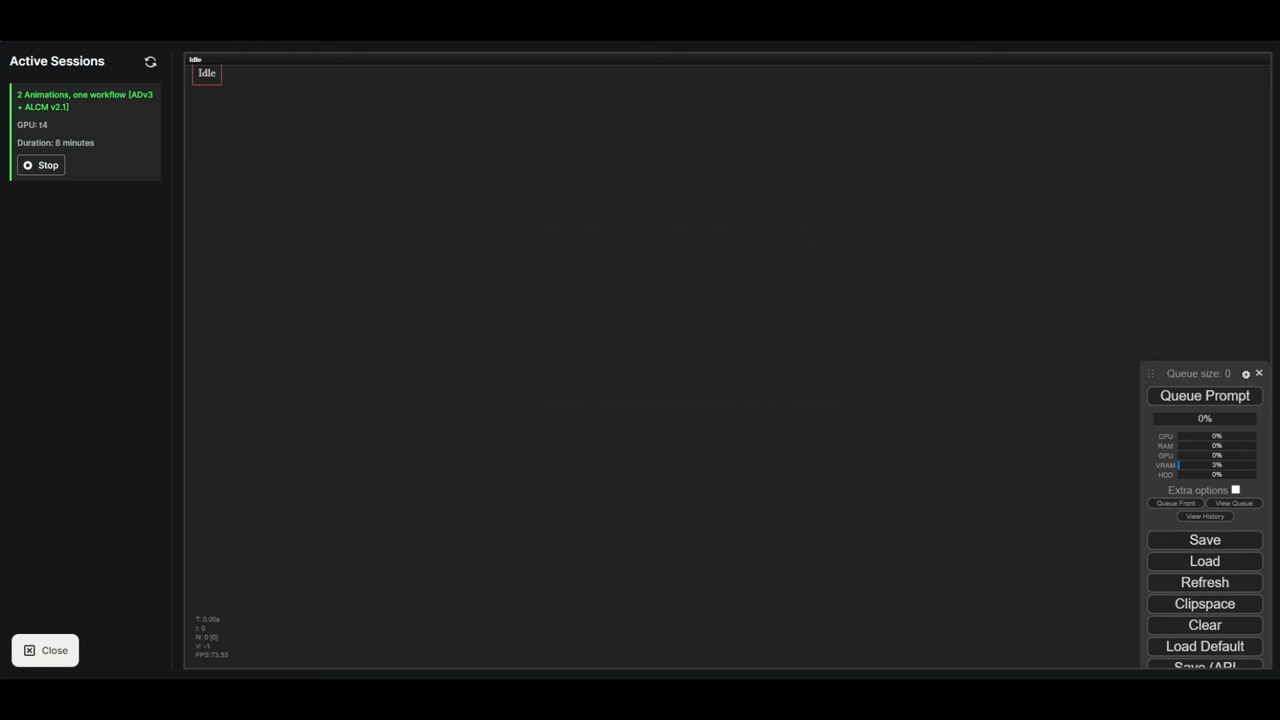 Active Sessions
2 Animations, one workflow [ADv3
+ ALCM v2.1]
GPU: t4
Duration: 8 minutes
Stop
Close
Idle
Idle
T: 0.00s
I: 0
N: 0 [0]
V: -1
FPS:73.53
Queue size: 0
Queue Prompt
0%
CPU 0%
RAM 0%
GPU 0%
VRAM 3%
HDD 0%
Extra options
Queue Front View Queue
View History
Save
Load
Refresh
Clipspace
Clear
Load Default
Save (API